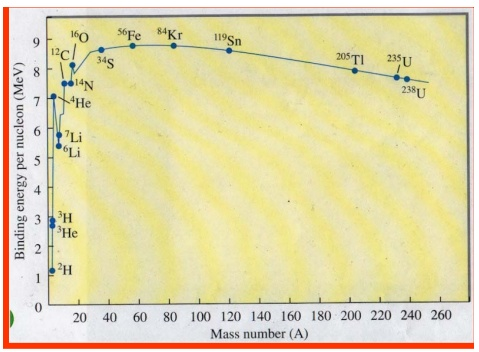 Binding energy per nucleon (MeV)
9
8
7
6
5
4
3
2
1
0
¹⁶O
¹²C
¹⁴N
⁴He
⁷Li
⁶Li
³H
³He
²H
³⁴S
⁵⁶Fe
⁸⁴Kr
¹¹⁹Sn
²⁰⁵Tl
²³⁵U
²³⁸U
20 40 60 80 100 120 140 160 180 200 220 240 260
Mass number (A)